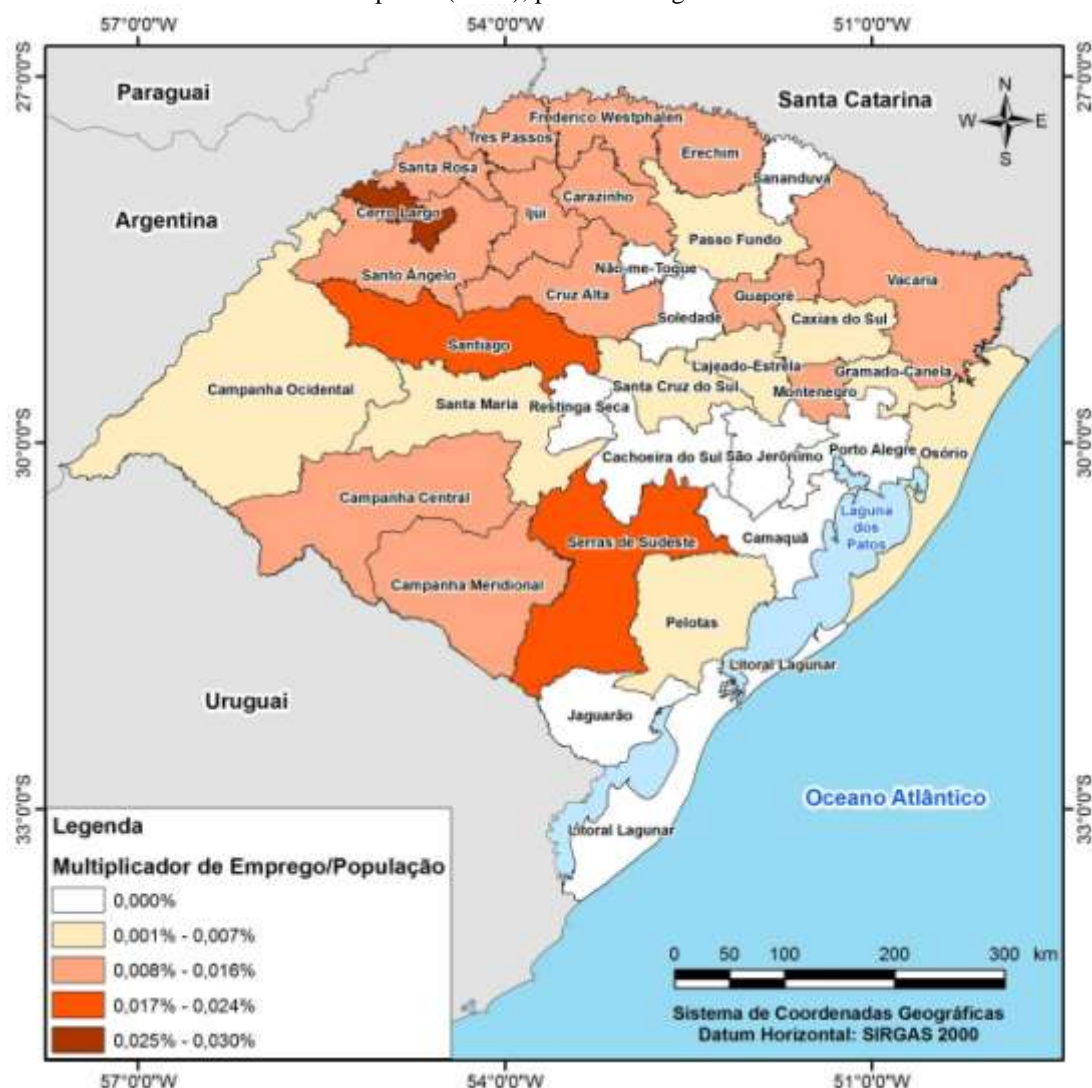 57°0'0"W
54°0'0"W
51°0'0"W
27°0'0"S
27°0'0"S
Paraguai
Santa Catarina
N
W
E
S
Frederico Westphalen
Tres Passos
Erechim
Santa Rosa
Sananduva
Carazinho
Argentina
Cerro Largo
Ijui
Passo Fundo
Não-me-Toque
Santo Ângelo
Vacaria
Cruz Alta
Guaporé
Soledade
Caxias do Sul
Santiago
Lajeado-Estrela
Gramado-Canela
Campanha Ocidental
Santa Cruz do Sul
Montenegro
Santa Maria
Restinga Seca
30°0'0"S
30°0'0"S
Cachoeira do Sul
São Jerônimo
Porto Alegre
Osório
Campanha Central
Laguna
dos
Patos
Serras de Sudeste
Camaquã
Campanha Meridional
Pelotas
Litoral Lagunar
Uruguai
Jaguarão
Oceano Atlântico
33°0'0"S
33°0'0"S
Litoral Lagunar
Legenda
Multiplicador de Emprego/População
0,000%
0,001% - 0,007%
0,008% - 0,016%
0,017% - 0,024%
0,025% - 0,030%
0 50 100 200 300 km
Sistema de Coordenadas Geográficas
Datum Horizontal: SIRGAS 2000
57°0'0"W
54°0'0"W
51°0'0"W